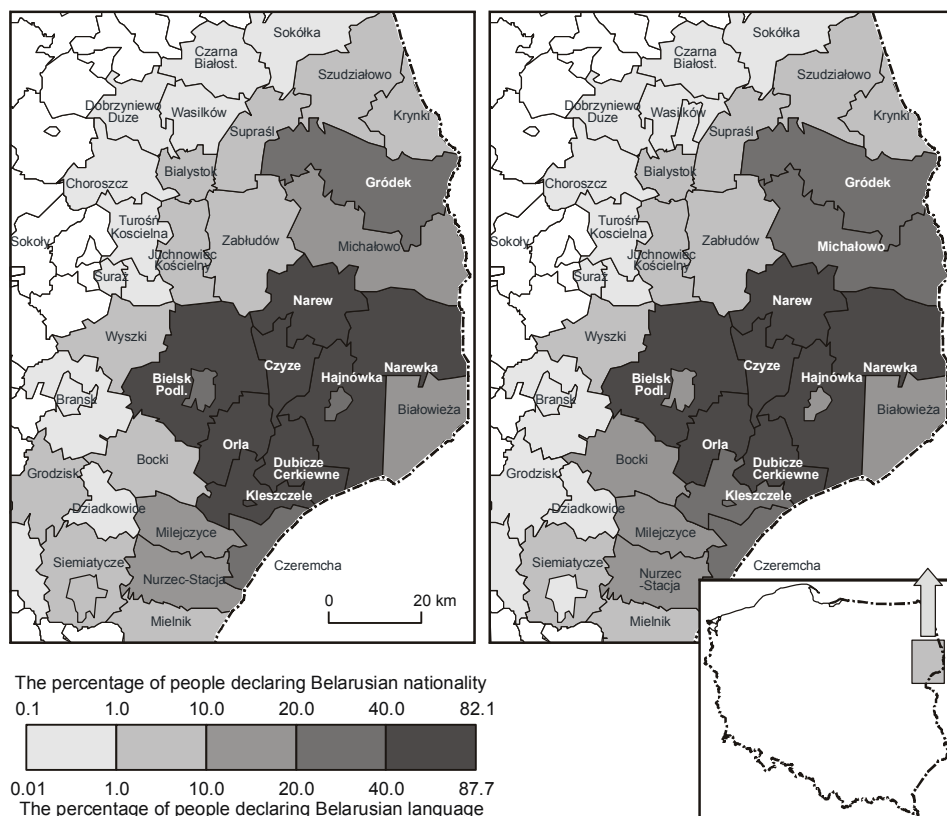 Sokółka
Czarna
Białost.
Szudziałowo
Dobrzyniewo
Duże
Wasilków
Supraśl
Krynki
Choroszcz
Bialystok
Gródek
Turośń
Koscielna
Sokoły
Juchnowiec
Kościelny
Zabłudów
Michałowo
Suraż
Narew
Wyszki
Czyze
Narewka
Bielsk
Podl.
Hajnówka
Brańsk
Białowieża
Orla
Bocki
Dubicze
Cerkiewne
Grodzisk
Kleszczele
Dziadkowice
Milejczyce
Siemiatycze
Czeremcha
Nurzec-Stacja
0 20 km
Mielnik
Sokółka
Czarna
Białost.
Szudziałowo
Dobrzyniewo
Duże
Wasilków
Supraśl
Krynki
Choroszcz
Bialystok
Gródek
Turośń
Koscielna
Sokoły
Juchnowiec
Kościelny
Zabłudów
Michałowo
Suraż
Narew
Wyszki
Czyze
Narewka
Bielsk
Podl.
Hajnówka
Brańsk
Białowieża
Orla
Bocki
Dubicze
Cerkiewne
Grodzisk
Kleszczele
Dziadkowice
Milejczyce
Siemiatycze
Czeremcha
Nurzec
-Stacja
Mielnik
The percentage of people declaring Belarusian nationality
0.1 1.0 10.0 20.0 40.0 82.1
0.01 1.0 10.0 20.0 40.0 87.7
The percentage of people declaring Belarusian language